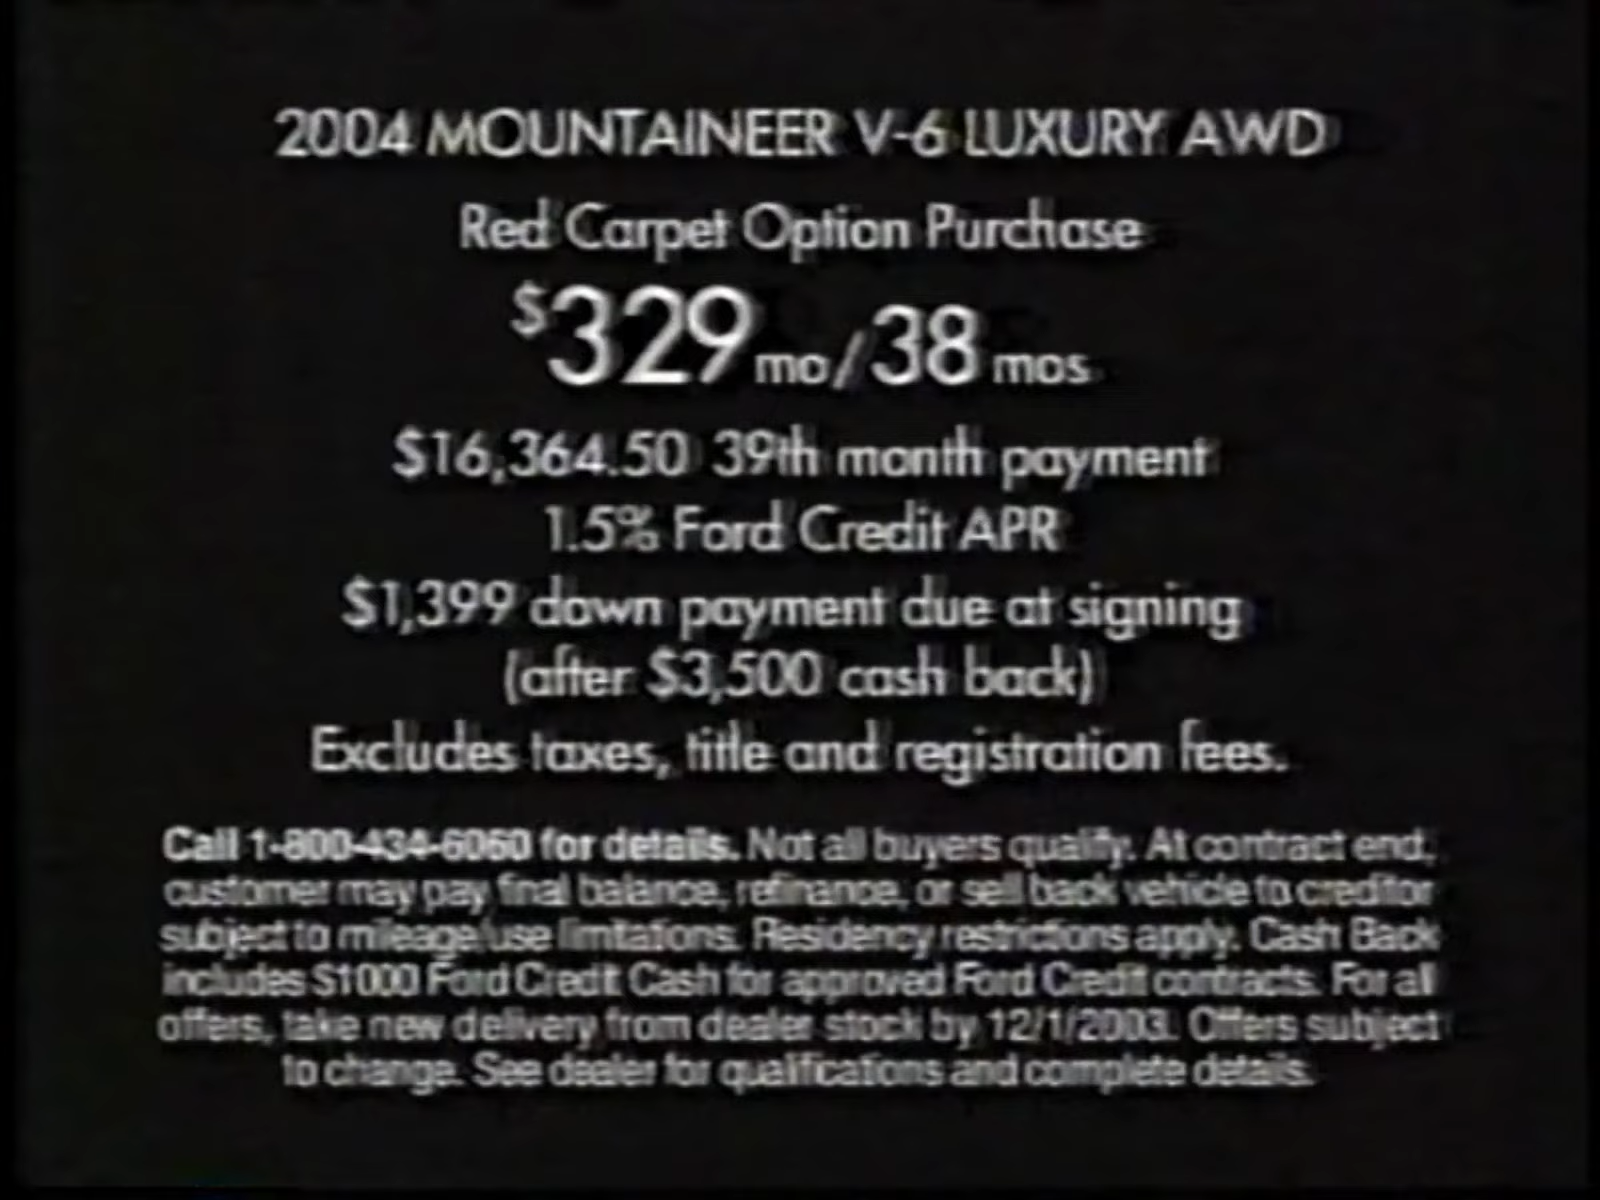 2004 MOUNTAINEER V-6 LUXURY AWD
Red Carpet Option Purchase
$329 mo/38 mos
$16,364.50 39th month payment
1.5% Ford Credit APR
$1,399 down payment due at signing
(after $3,500 cash back)
Excludes taxes, title and registration fees.
Call 1-800-434-6060 for details. Not all buyers qualify. At contract end,
customer may pay final balance, refinance, or sell back vehicle to creditor
subject to mileage/use limitations. Residency restrictions apply. Cash Back
includes $1000 Ford Credit Cash for approved Ford Credit contracts. For all
offers, take new delivery from dealer stock by 12/1/2003. Offers subject
to change. See dealer for qualifications and complete details.